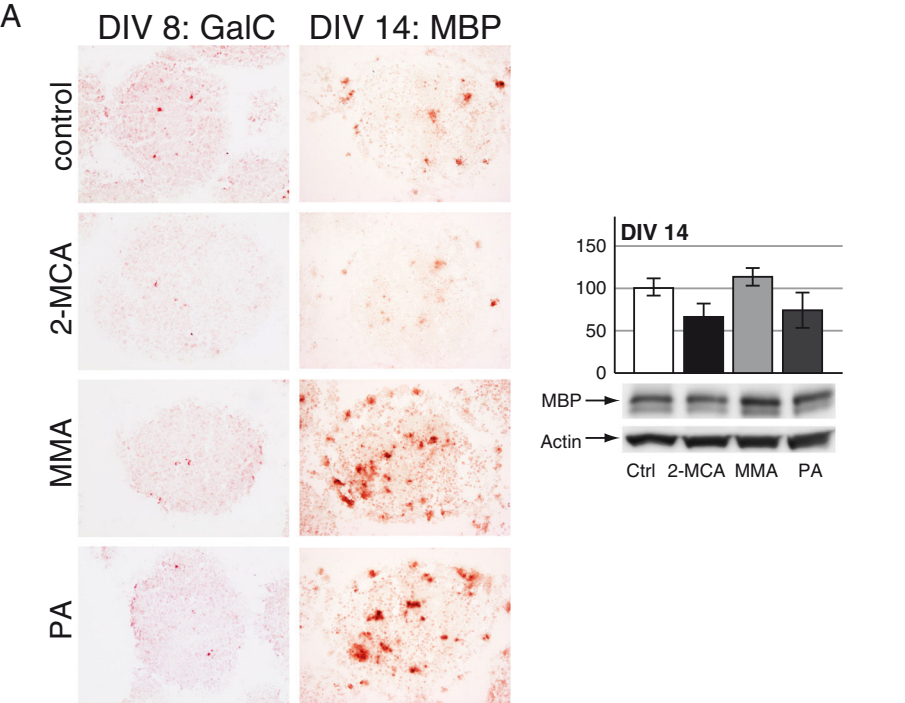 A
DIV 8: GalC DIV 14: MBP
control
2-MCA
MMA
PA
DIV 14
150
100
50
0
MBP
Actin
Ctrl 2-MCA MMA PA